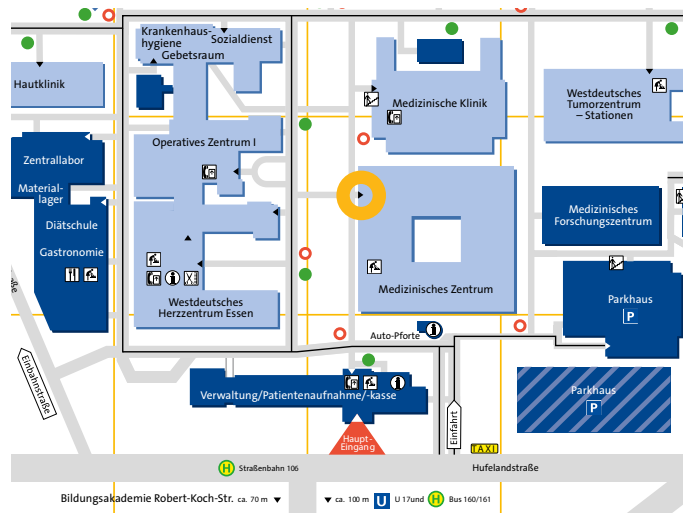 Krankenhaus-
hygiene
Sozialdienst
Gebetsraum
Hautklinik
Medizinische Klinik
Westdeutsches
Tumorzentrum
– Stationen
Operatives Zentrum I
Zentrallabor
Material-
lager
Diätschule
Gastronomie
Medizinisches
Forschungszentrum
Westdeutsches
Herzzentrum Essen
Medizinisches Zentrum
Parkhaus
P
Auto-Pforte
Einbahnstraße
Verwaltung/Patientenaufnahme/-kasse
Parkhaus
P
Haupt-
Eingang
Einfahrt
TAXI
H Straßenbahn 106
Hufelandstraße
Bildungsakademie Robert-Koch-Str. ca. 70 m
ca. 100 m U U 17und H Bus 160/161